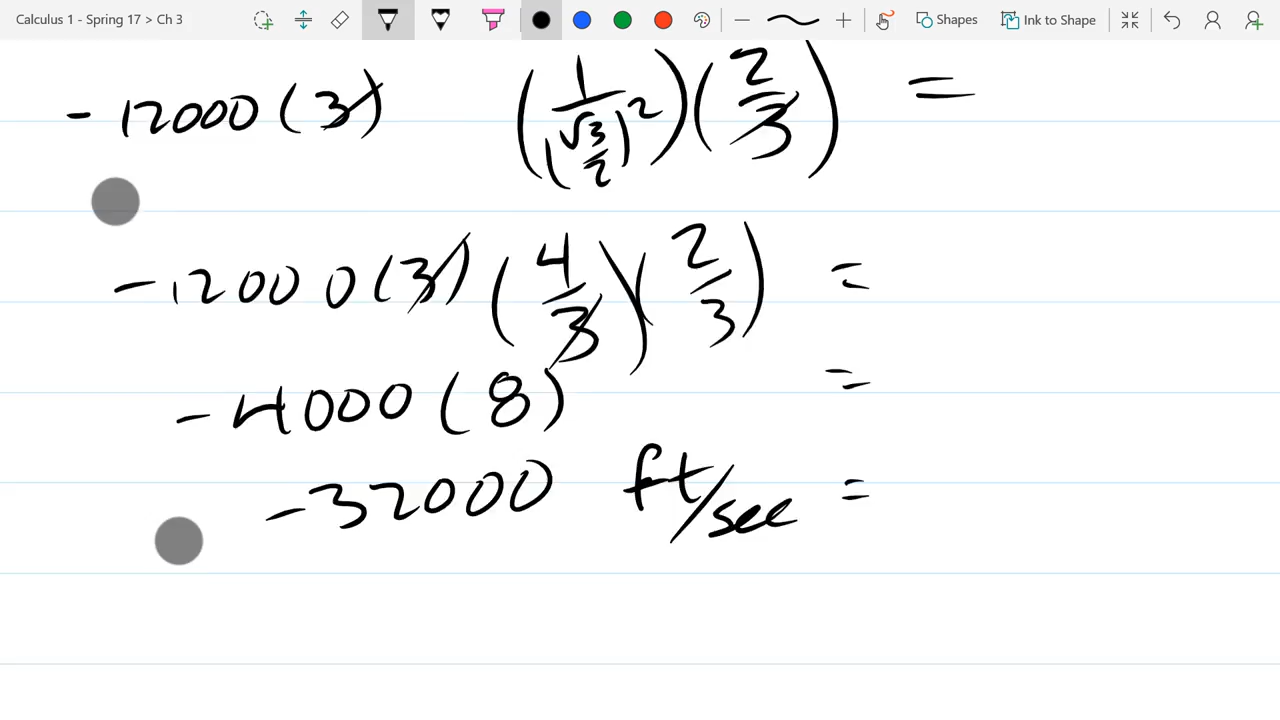 Calculus 1 - Spring 17 > Ch 3 Shapes Ink to Shape
-12000(3) (1/(√3/2)^2)(2/3) =
-12000(3)(4/3)(2/3) =
-4000(8) =
-32000 ft/sec =